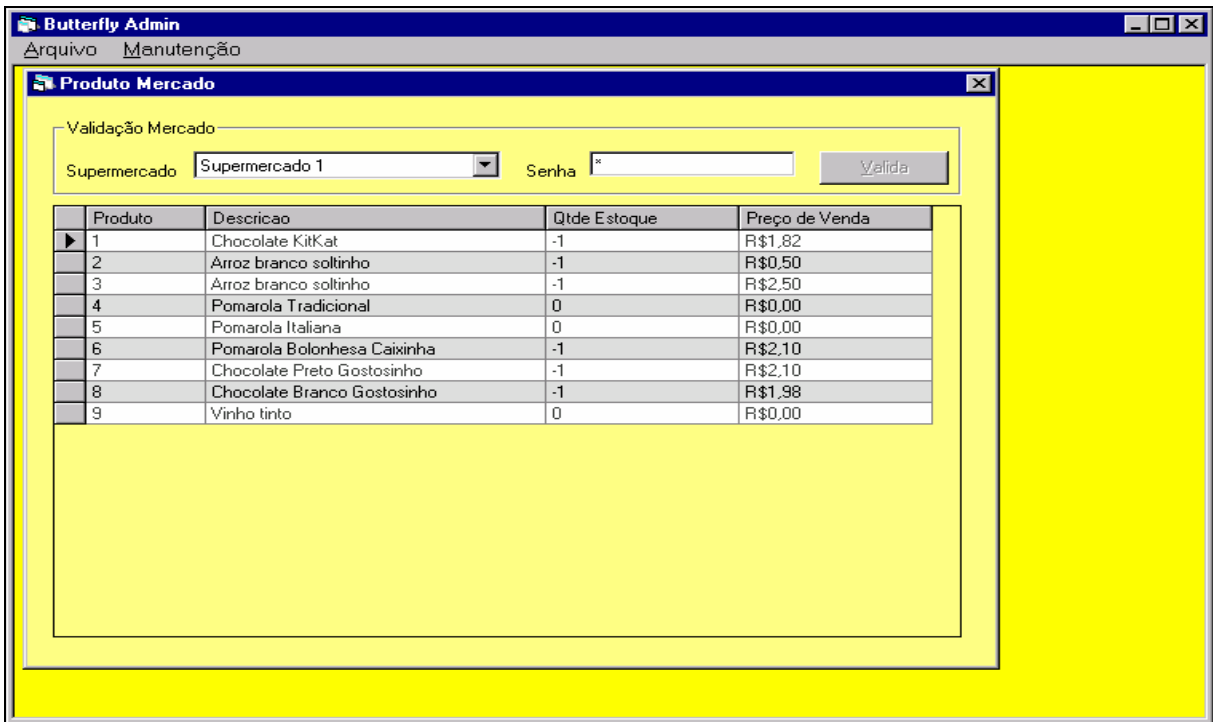 Butterfly Admin
Arquivo Manutenção
Produto Mercado
Validação Mercado
Supermercado Supermercado 1 Senha * Valida
Produto Descricao Qtde Estoque Preço de Venda
1 Chocolate KitKat -1 R$1,82
2 Arroz branco soltinho -1 R$0,50
3 Arroz branco soltinho -1 R$2,50
4 Pomarola Tradicional 0 R$0,00
5 Pomarola Italiana 0 R$0,00
6 Pomarola Bolonhesa Caixinha -1 R$2,10
7 Chocolate Preto Gostosinho -1 R$2,10
8 Chocolate Branco Gostosinho -1 R$1,98
9 Vinho tinto 0 R$0,00